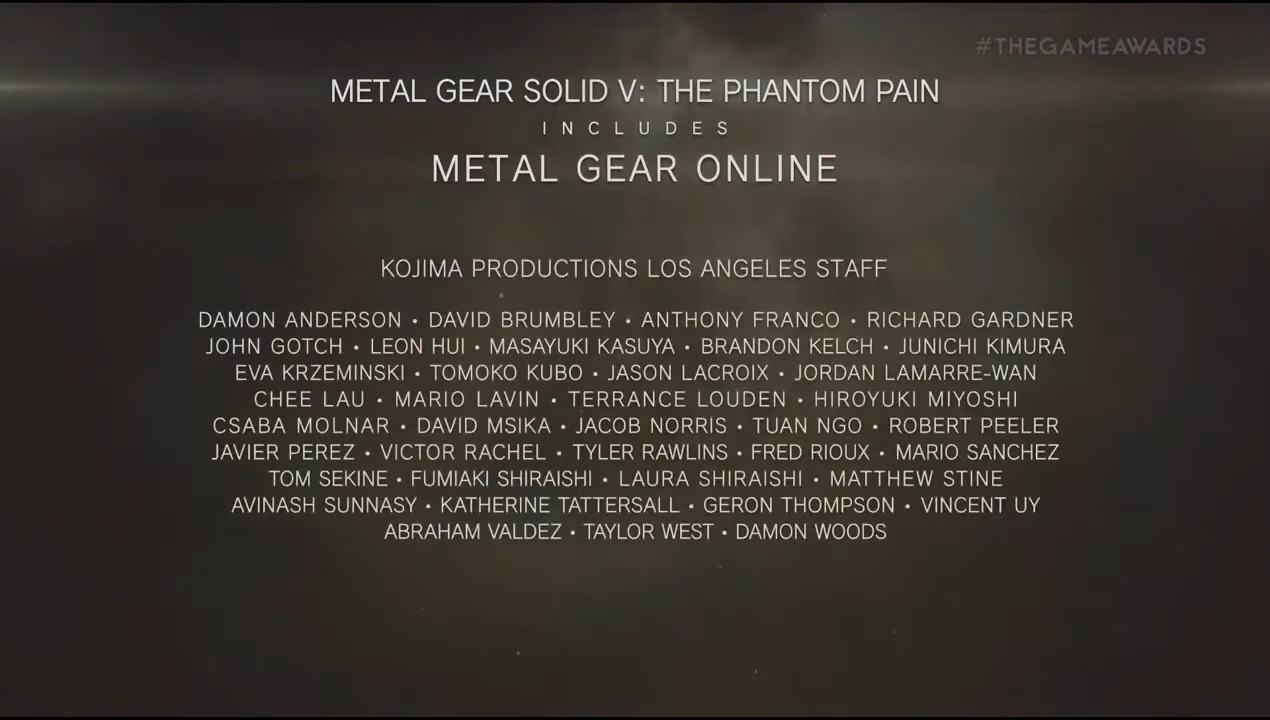 #THEGAMEAWARDS
METAL GEAR SOLID V: THE PHANTOM PAIN
INCLUDES
METAL GEAR ONLINE
KOJIMA PRODUCTIONS LOS ANGELES STAFF
DAMON ANDERSON • DAVID BRUMBLEY • ANTHONY FRANCO • RICHARD GARDNER
JOHN GOTCH • LEON HUI • MASAYUKI KASUYA • BRANDON KELCH • JUNICHI KIMURA
EVA KRZEMINSKI • TOMOKO KUBO • JASON LACROIX • JORDAN LAMARRE-WAN
CHEE LAU • MARIO LAVIN • TERRANCE LOUDEN • HIROYUKI MIYOSHI
CSABA MOLNAR • DAVID MSIKA • JACOB NORRIS • TUAN NGO • ROBERT PEELER
JAVIER PEREZ • VICTOR RACHEL • TYLER RAWLINS • FRED RIOUX • MARIO SANCHEZ
TOM SEKINE • FUMIAKI SHIRAISHI • LAURA SHIRAISHI • MATTHEW STINE
AVINASH SUNNASY • KATHERINE TATTERSALL • GERON THOMPSON • VINCENT UY
ABRAHAM VALDEZ • TAYLOR WEST • DAMON WOODS